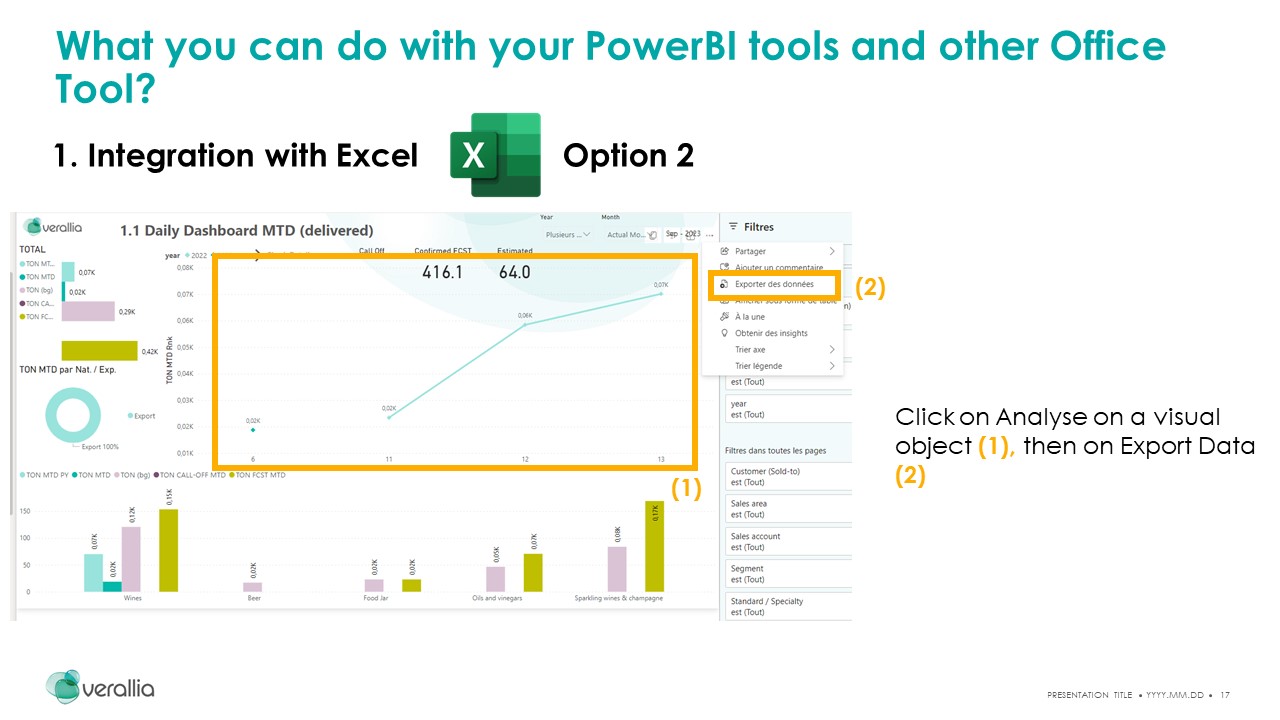 What you can do with your PowerBI tools and other Office
Tool?
1. Integration with Excel
X
Option 2
verallia
1.1 Daily Dashboard MTD (delivered)
Year
Month
Plusieurs ...
Actual Mo...
Sep - 2023
Filtres
TOTAL
TON MT...
TON MTD
TON (bg)
TON CA...
TON FC...
0,07K
0,02K
0,29K
0,42K
year
2022
Call Off
Confirmed FCST
Estimated
416.1
64.0
TON MTD Rnk
0,08K
0,07K
0,06K
0,05K
0,04K
0,03K
0,02K
0,01K
0,02K
0,02K
0,06K
0,07K
6
11
12
13
Partager
Ajouter un commentaire
Exporter des données
(2)
Afficher sous forme de table
À la une
Obtenir des insights
Trier axe
Trier légende
est (Tout)
year
est (Tout)
Filtres dans toutes les pages
Customer (Sold-to)
est (Tout)
Sales area
est (Tout)
Sales account
est (Tout)
Segment
est (Tout)
Standard / Specialty
est (Tout)
TON MTD par Nat. / Exp.
Export
Export 100%
(1)
TON MTD PY
TON MTD
TON (bg)
TON CALL-OFF MTD
TON FCST MTD
150
100
50
0
0,07K
0,02K
0,12K
0,15K
0,02K
0,02K
0,02K
0,05K
0,07K
0,08K
0,17K
Wines
Beer
Food Jar
Oils and vinegars
Sparkling wines & champagne
Click on Analyse on a visual
object (1), then on Export Data
(2)
verallia
PRESENTATION TITLE • YYYY.MM.DD • 17